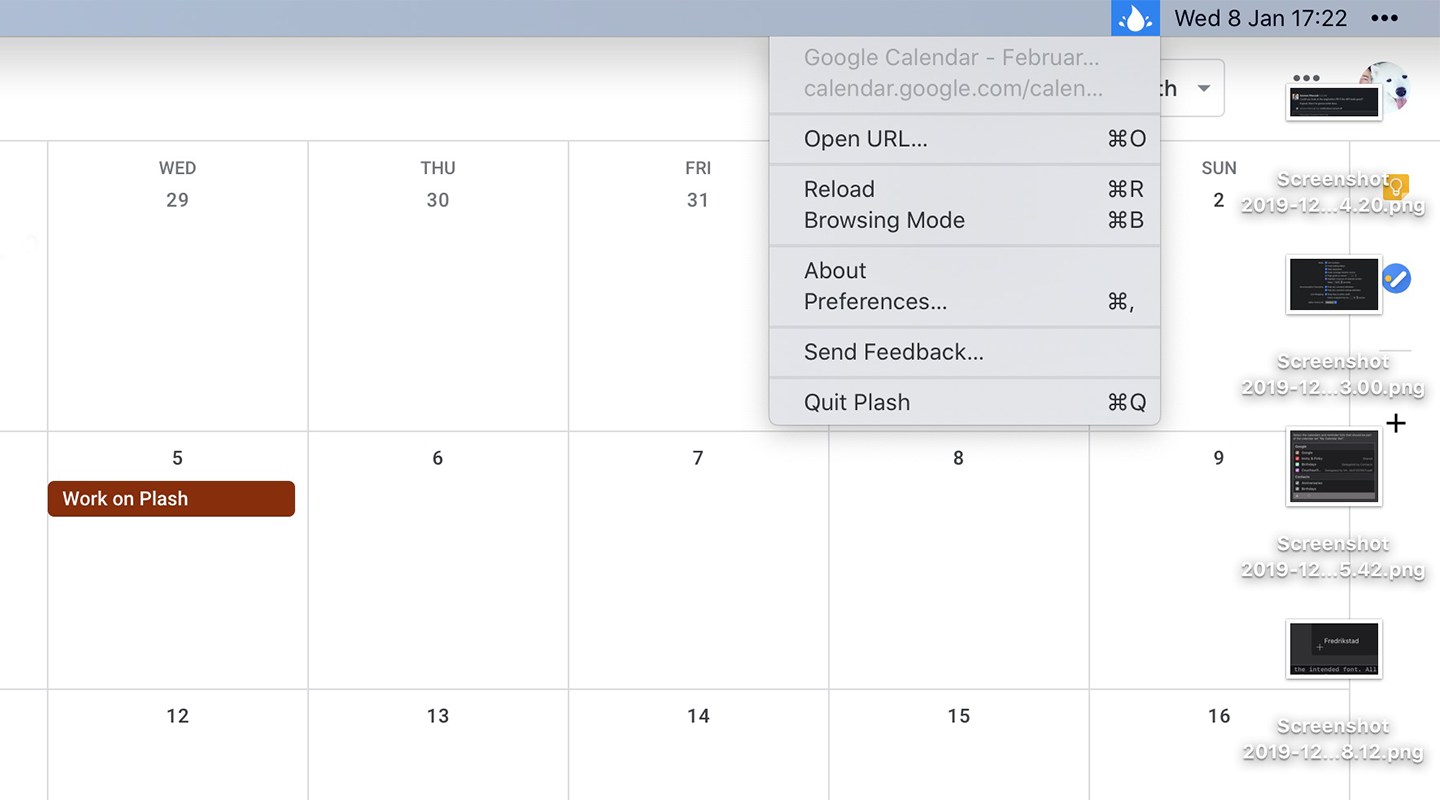 Wed 8 Jan 17:22 •••
Google Calendar - Februar...
calendar.google.com/calen...
th
Open URL... ⌘O
Reload ⌘R
Browsing Mode ⌘B
About
Preferences... ⌘,
Send Feedback...
Quit Plash ⌘Q
WED THU FRI SUN
29 30 31 2
5 6 7 8 9
Work on Plash
12 13 14 15 16
Screenshot
2019-12...4.20.png
Screenshot
2019-12...3.00.png
Screenshot
2019-12...5.42.png
Fredrikstad
the intended font. All
Screenshot
2019-12...8.12.png